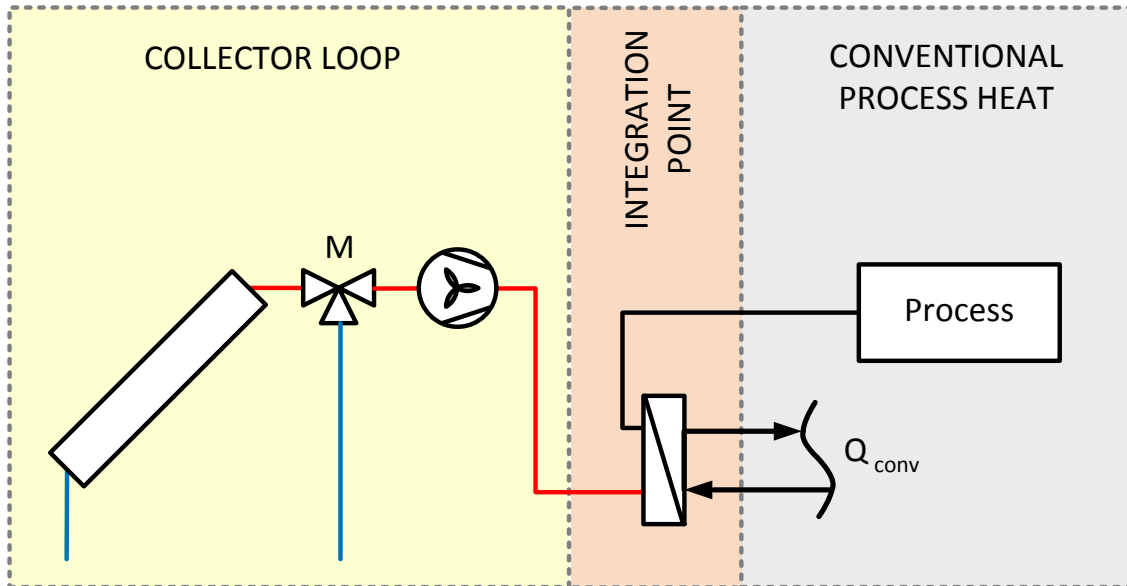 COLLECTOR LOOP
INTEGRATION
POINT
CONVENTIONAL
PROCESS HEAT
M
Process
Q conv